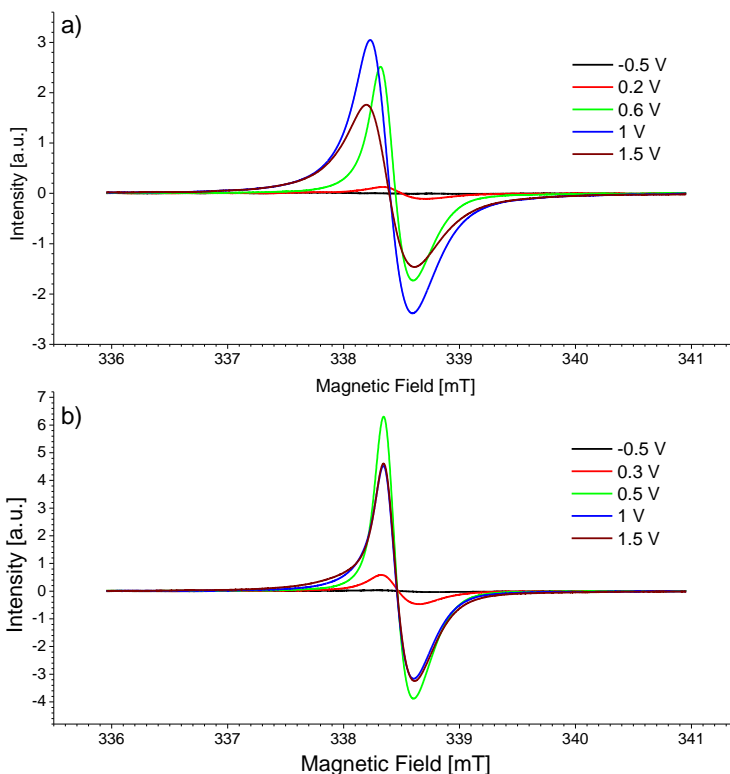 a)
3
2
1
0
-1
-2
-3
Intensity [a.u.]
-0.5 V
0.2 V
0.6 V
1 V
1.5 V
336 337 338 339 340 341
Magnetic Field [mT]
b)
7
6
5
4
3
2
1
0
-1
-2
-3
-4
Intensity [a.u.]
-0.5 V
0.3 V
0.5 V
1 V
1.5 V
336 337 338 339 340 341
Magnetic Field [mT]